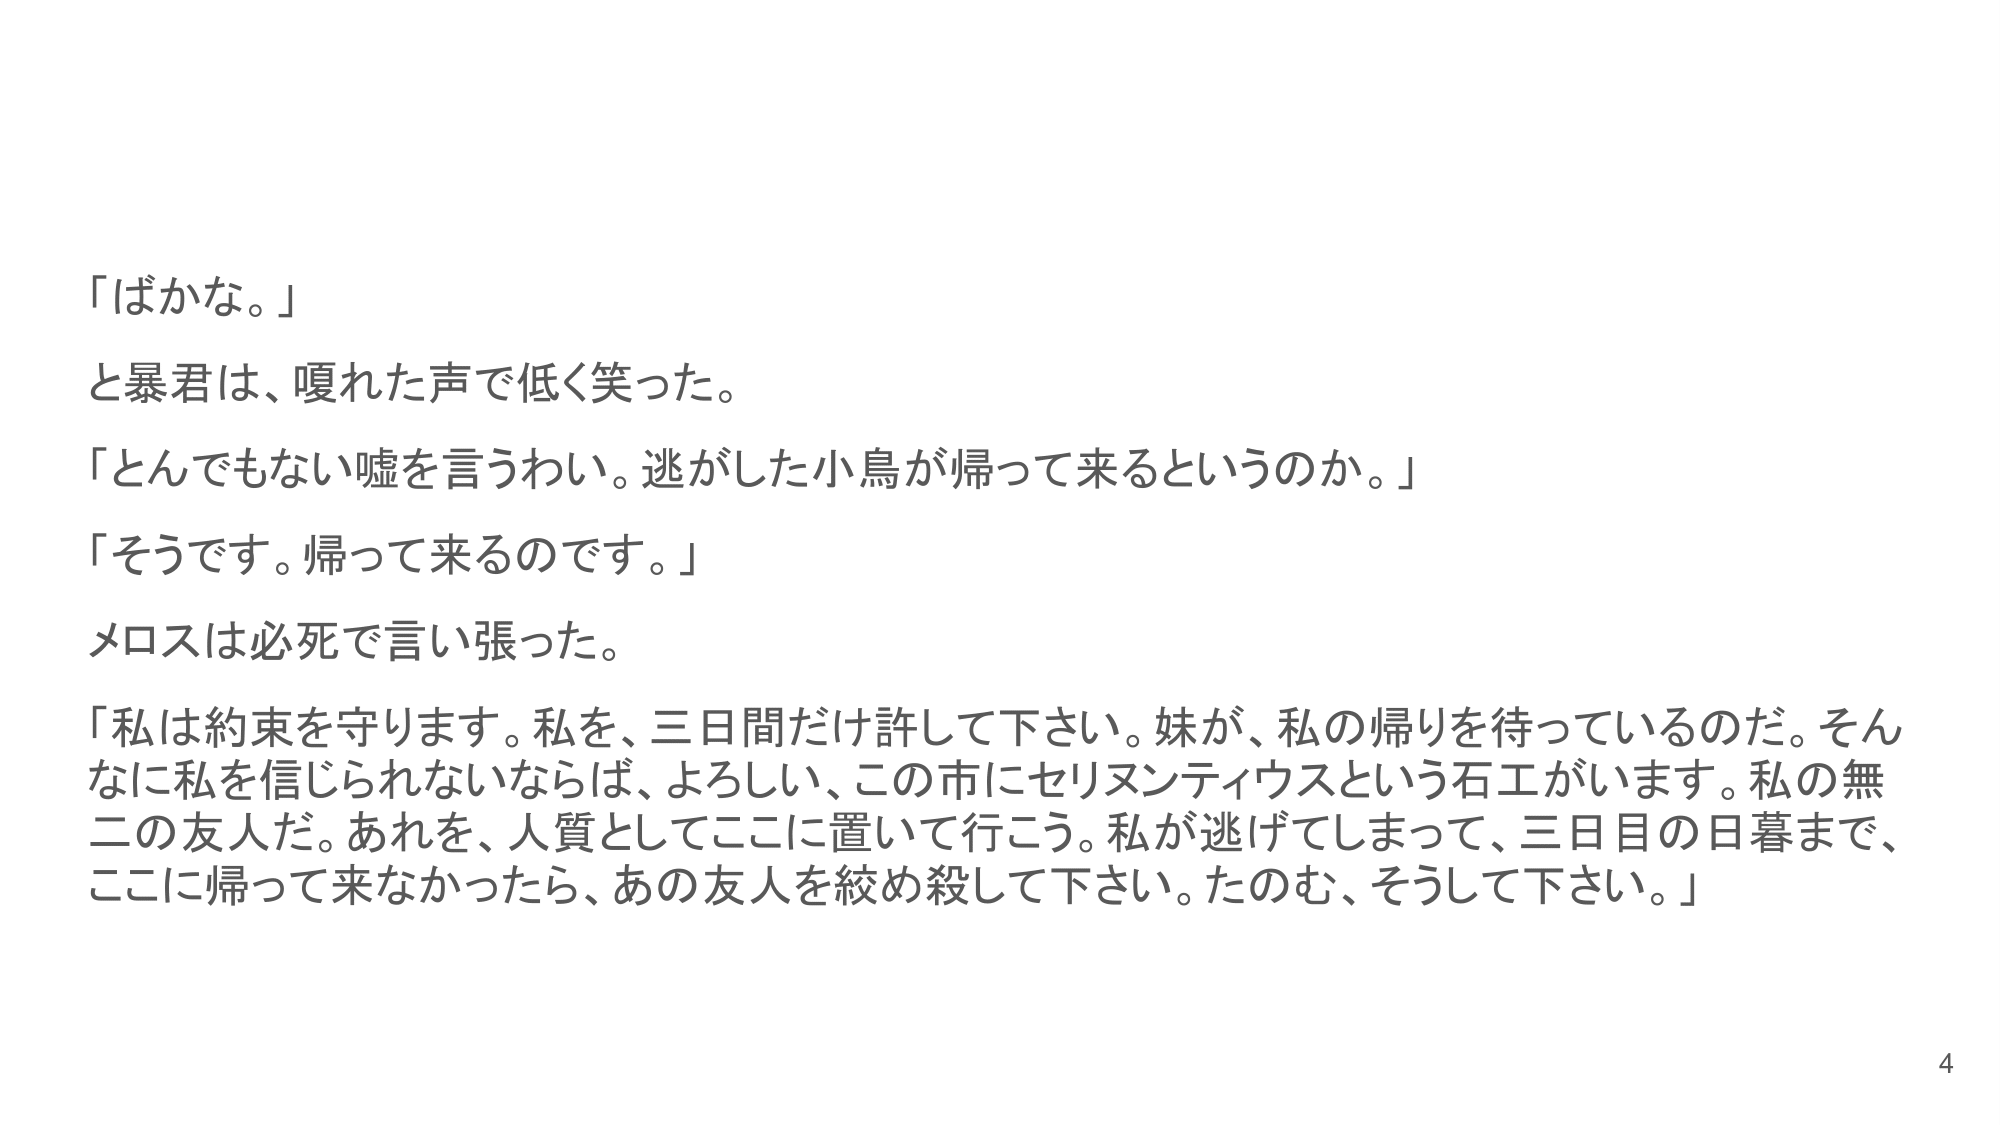 「ばかな。」
と暴君は、嗄れた声で低く笑った。
「とんでもない嘘を言うわい。逃がした小鳥が帰って来るというのか。」
「そうです。帰って来るのです。」
メロスは必死で言い張った。
「私は約束を守ります。私を、三日間だけ許して下さい。妹が、私の帰りを待っているのだ。そん
なに私を信じられないならば、よろしい、この市にセリヌンティウスという石工がいます。私の無
二の友人だ。あれを、人質としてここに置いて行こう。私が逃げてしまって、三日目の日暮まで、
ここに帰って来なかったら、あの友人を絞め殺して下さい。たのむ、そうして下さい。」
4